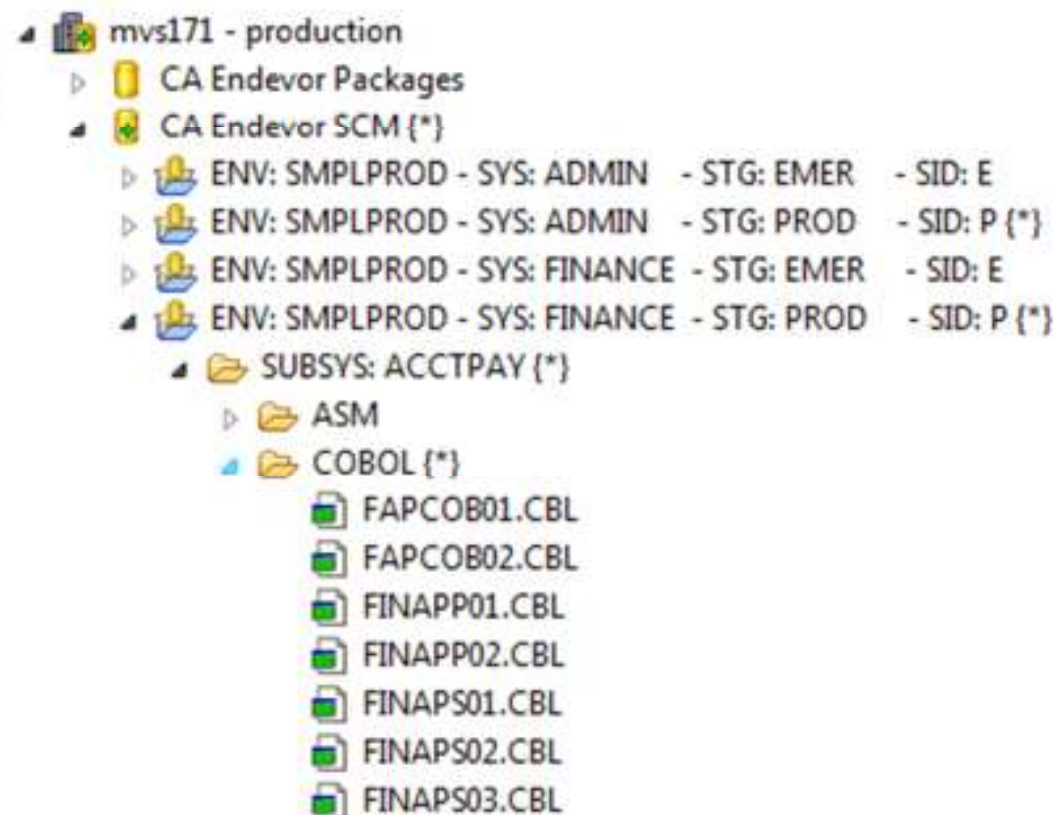 mvs171 - production
CA Endevor Packages
CA Endevor SCM {*}
ENV: SMPLPROD - SYS: ADMIN - STG: EMER - SID: E
ENV: SMPLPROD - SYS: ADMIN - STG: PROD - SID: P {*}
ENV: SMPLPROD - SYS: FINANCE - STG: EMER - SID: E
ENV: SMPLPROD - SYS: FINANCE - STG: PROD - SID: P {*}
SUBSYS: ACCTPAY {*}
ASM
COBOL {*}
FAPCOB01.CBL
FAPCOB02.CBL
FINAPP01.CBL
FINAPP02.CBL
FINAPS01.CBL
FINAPS02.CBL
FINAPS03.CBL